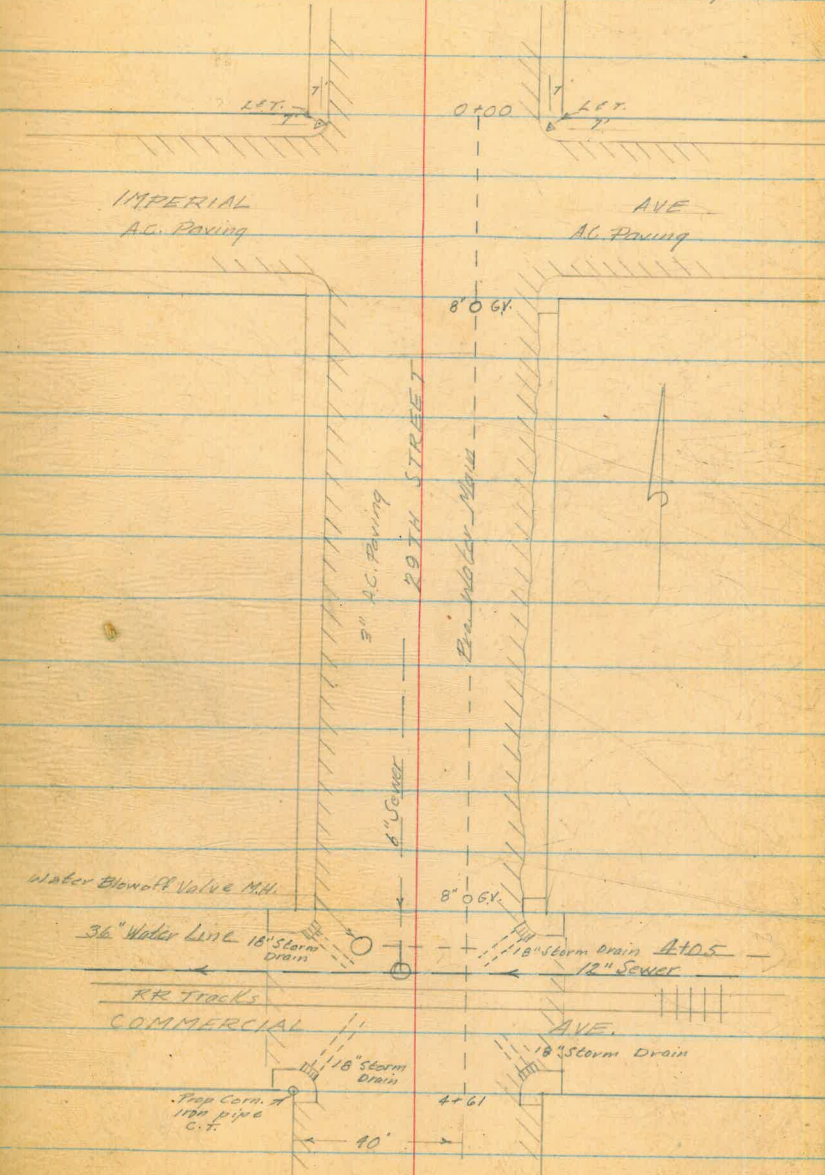 L & T.
T'
T'
0+00
T'
L & T.
T'
IMPERIAL
A.C. Paving
AVE
A.C. Paving
8" G.V.
29TH STREET
3" A.C. Paving
Water Main
6" Sewer
Water Blowoff Valve M.H.
8" G.V.
36" Water Line
18" Storm
Drain
18" Storm Drain
4+05
12" Sewer
RR Tracks
COMMERCIAL
AVE.
18" Storm
Drain
18" Storm Drain
Prop Corn.
Iron pipe
C.T.
4+61
40'